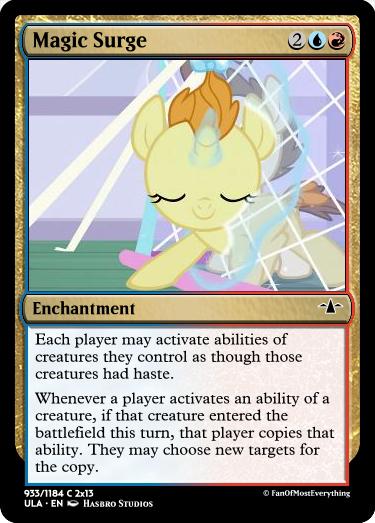 Magic Surge 2
Enchantment
Each player may activate abilities of
creatures they control as though those
creatures had haste.
Whenever a player activates an ability of a
creature, if that creature entered the
battlefield this turn, that player copies that
ability. They may choose new targets for
the copy.
933/1184 C 2x13
ULA • EN Hasbro Studios
© FanOfMostEverything